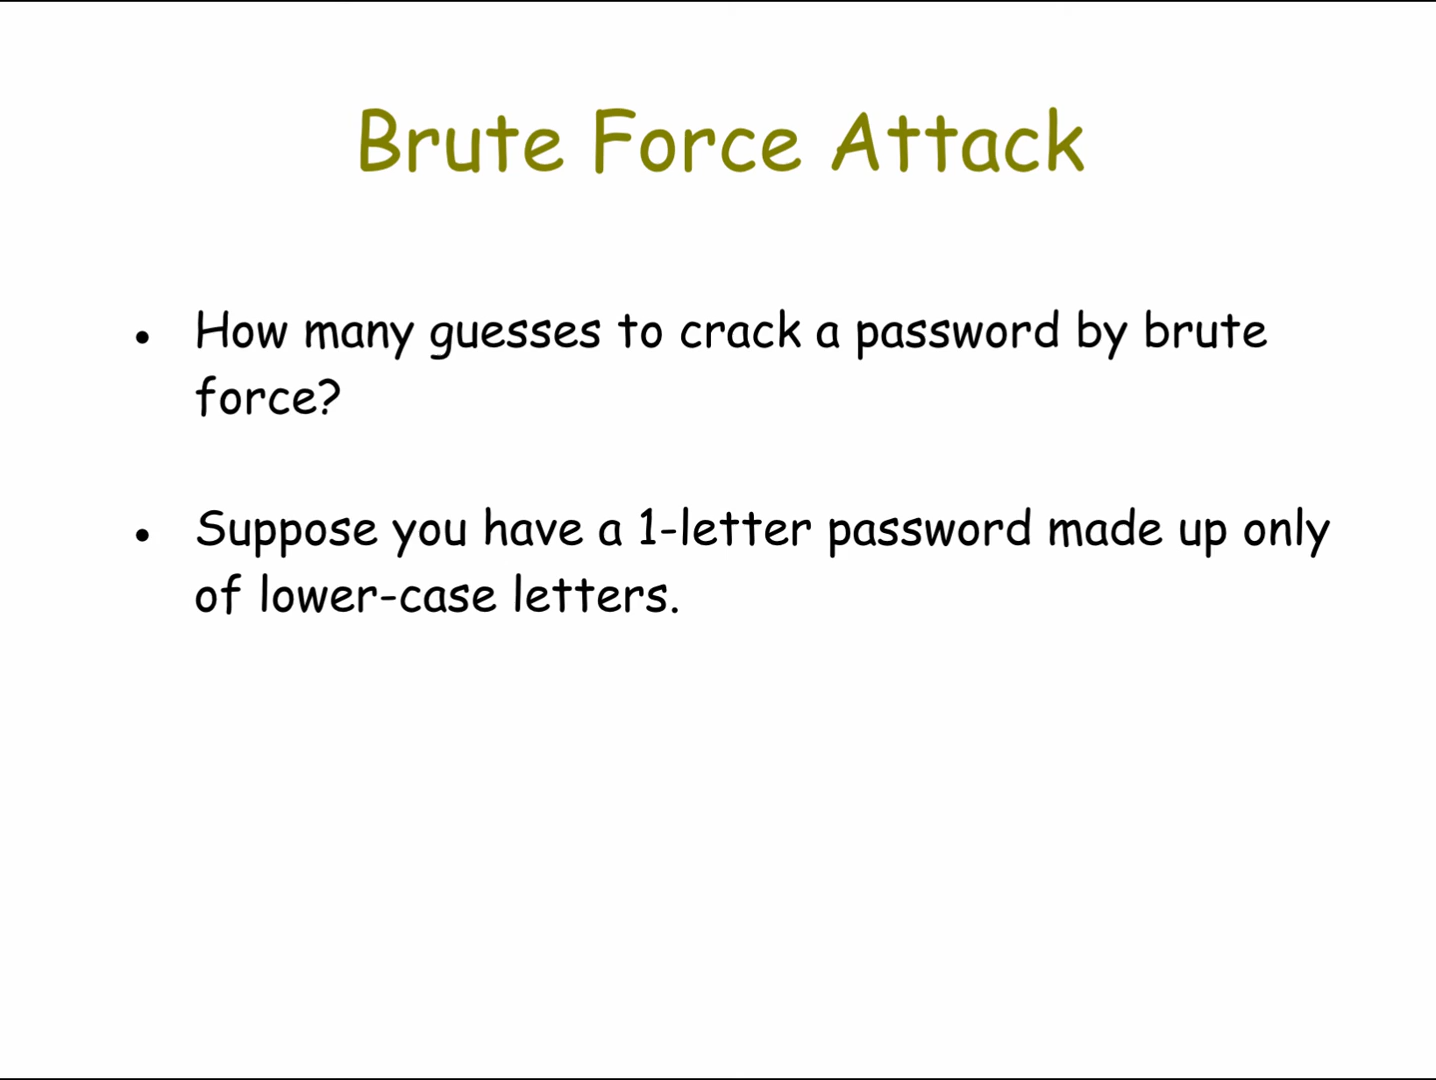 Brute Force Attack
• How many guesses to crack a password by brute
force?
• Suppose you have a 1-letter password made up only
of lower-case letters.